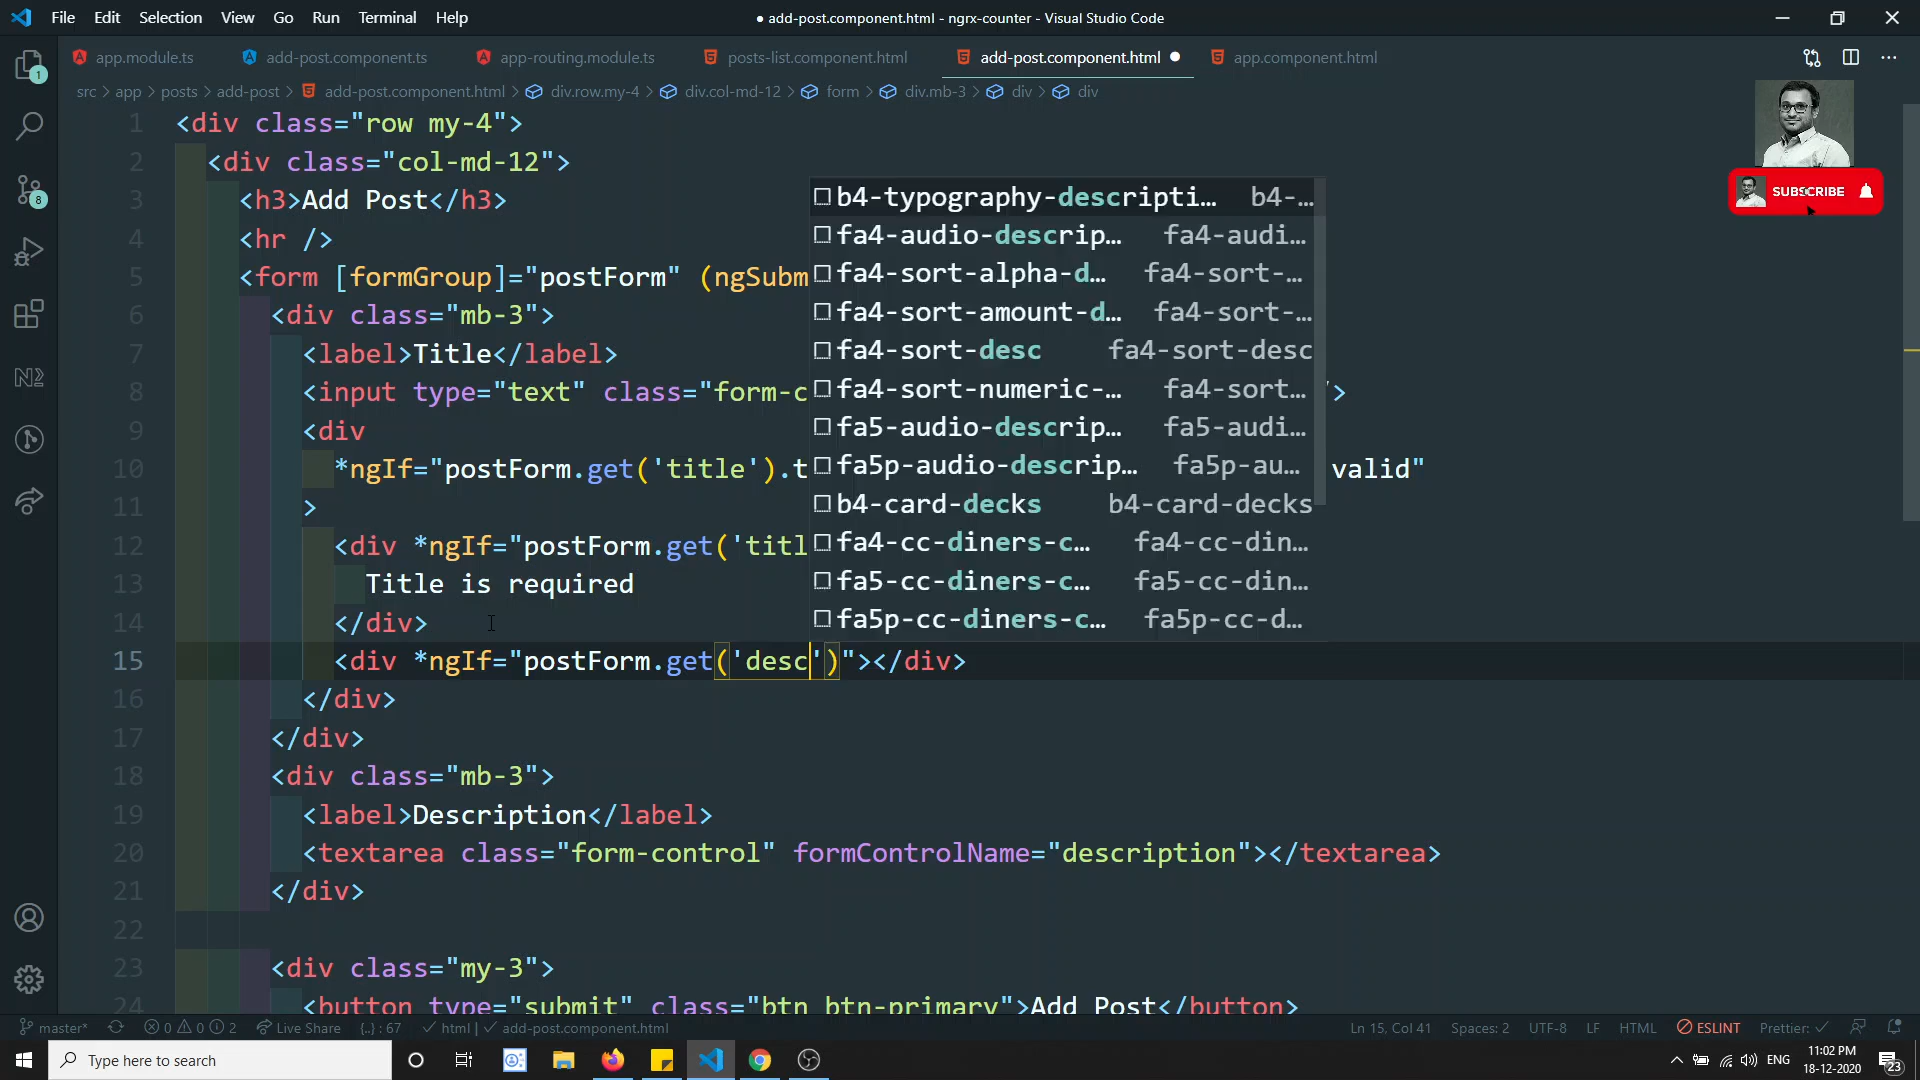 File Edit Selection View Go Run Terminal Help
● add-post.component.html - ngrx-counter - Visual Studio Code
app.module.ts add-post.component.ts app-routing.module.ts posts-list.component.html add-post.component.html app.component.html
src > app > posts > add-post > add-post.component.html > div.row.my-4 > div.col-md-12 > form > div.mb-3 > div > div
1 <div class="row my-4">
2 <div class="col-md-12">
3 <h3>Add Post</h3>
4 <hr />
5 <form [formGroup]="postForm" (ngSubm
6 <div class="mb-3">
7 <label>Title</label>
8 <input type="text" class="form-c />
9 <div
10 *ngIf="postForm.get('title').t valid"
11 >
12 <div *ngIf="postForm.get('titl
13 Title is required
14 </div>
15 <div *ngIf="postForm.get('desc')"></div>
16 </div>
17 </div>
18 <div class="mb-3">
19 <label>Description</label>
20 <textarea class="form-control" formControlName="description"></textarea>
21 </div>
22
23 <div class="my-3">
24 <button type="submit" class="btn btn-primary">Add Post</button>
b4-typography-descripti… b4-…
fa4-audio-descrip… fa4-audi…
fa4-sort-alpha-d… fa4-sort-…
fa4-sort-amount-d… fa4-sort-…
fa4-sort-desc fa4-sort-desc
fa4-sort-numeric-… fa4-sort…
fa5-audio-descrip… fa5-audi…
fa5p-audio-descrip… fa5p-au…
b4-card-decks b4-card-decks
fa4-cc-diners-c… fa4-cc-din…
fa5-cc-diners-c… fa5-cc-din…
fa5p-cc-diners-c… fa5p-cc-d…
SUBSCRIBE
1
8
master* 0 0 2 Live Share {..} : 67 html | add-post.component.html Ln 15, Col 41 Spaces: 2 UTF-8 LF HTML ESLINT Prettier:
Type here to search
ENG
11:02 PM
18-12-2020
23